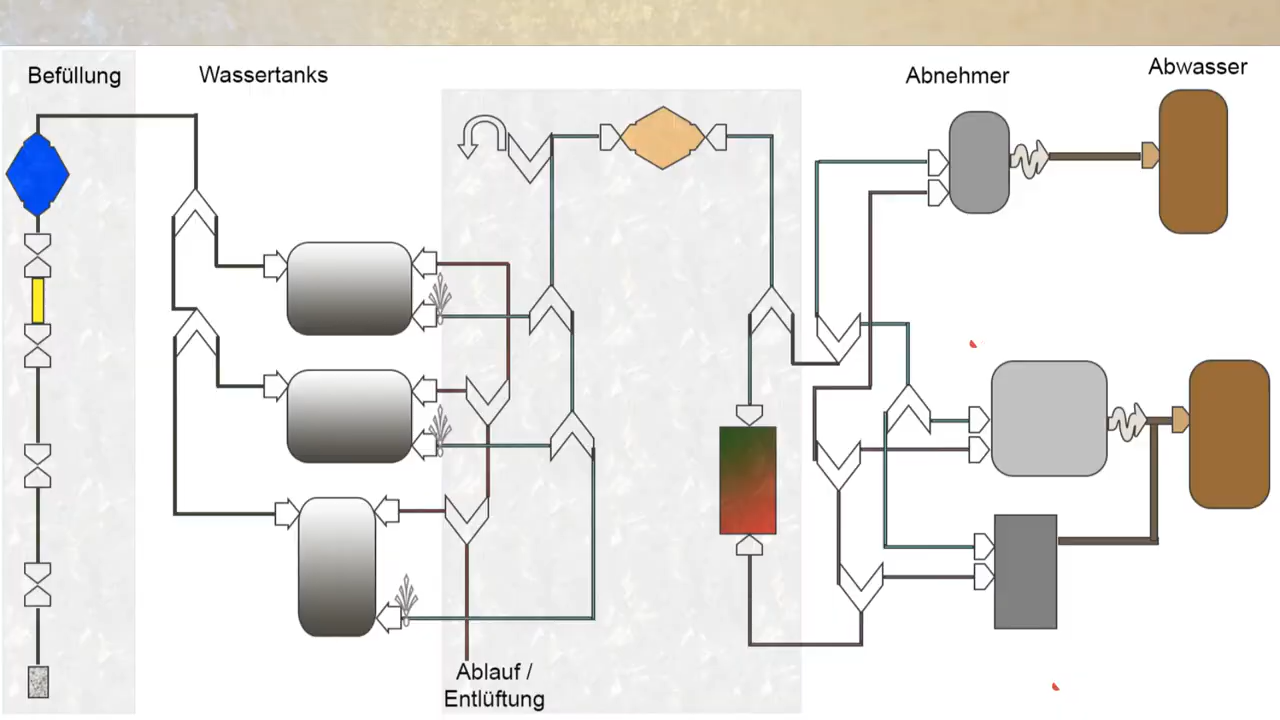 Befüllung
Wassertanks
Abnehmer
Abwasser
Ablauf /
Entlüftung